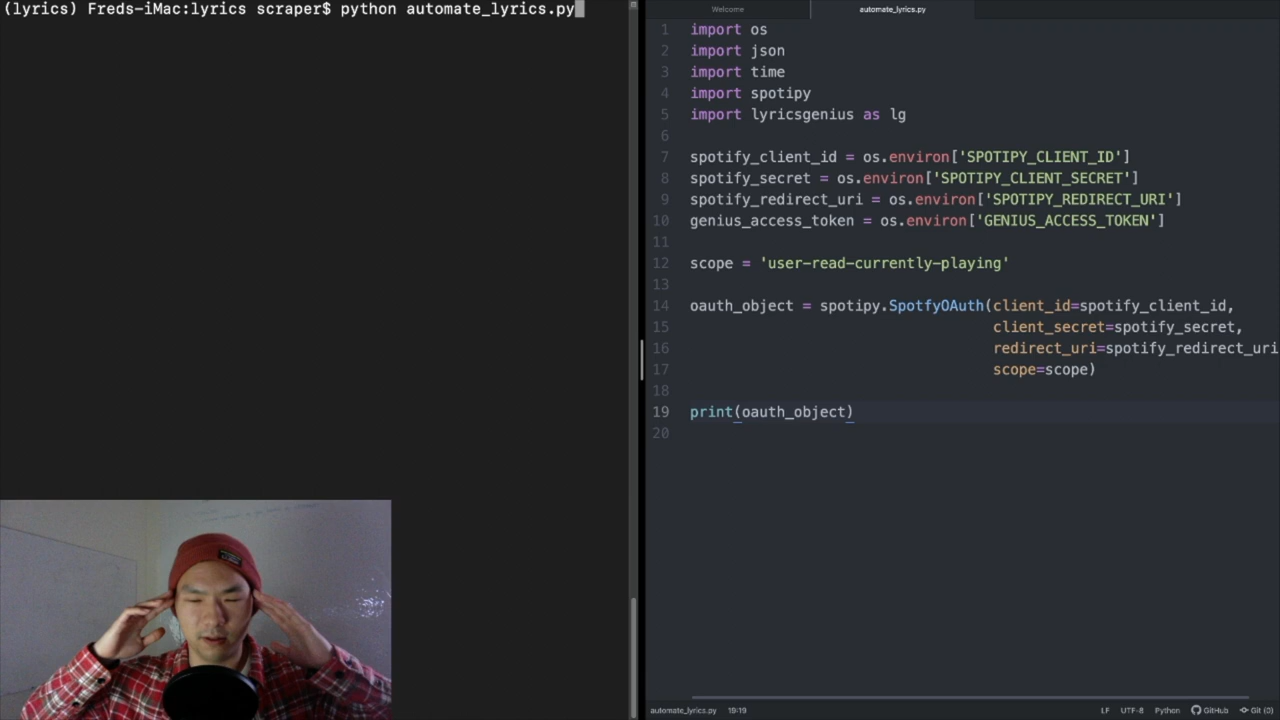 (lyrics) Freds-iMac:lyrics scraper$ python automate_lyrics.py
Welcome
automate_lyrics.py
1 import os
2 import json
3 import time
4 import spotipy
5 import lyricsgenius as lg
6
7 spotify_client_id = os.environ['SPOTIPY_CLIENT_ID']
8 spotify_secret = os.environ['SPOTIPY_CLIENT_SECRET']
9 spotify_redirect_uri = os.environ['SPOTIPY_REDIRECT_URI']
10 genius_access_token = os.environ['GENIUS_ACCESS_TOKEN']
11
12 scope = 'user-read-currently-playing'
13
14 oauth_object = spotipy.SpotfyOAuth(client_id=spotify_client_id,
15 client_secret=spotify_secret,
16 redirect_uri=spotify_redirect_uri
17 scope=scope)
18
19 print(oauth_object)
20
automate_lyrics.py 19:19
LF UTF-8 Python GitHub Git (0)